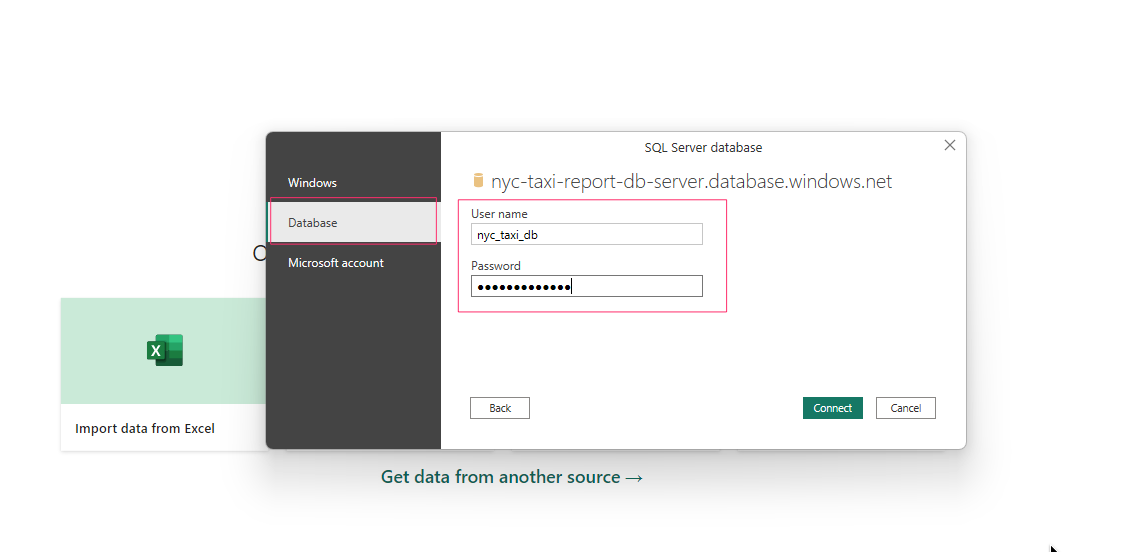 SQL Server database
Windows
Database
Microsoft account
nyc-taxi-report-db-server.database.windows.net
User name
nyc_taxi_db
Password
●●●●●●●●●●●●●
Back
Connect
Cancel
X
Import data from Excel
Get data from another source →